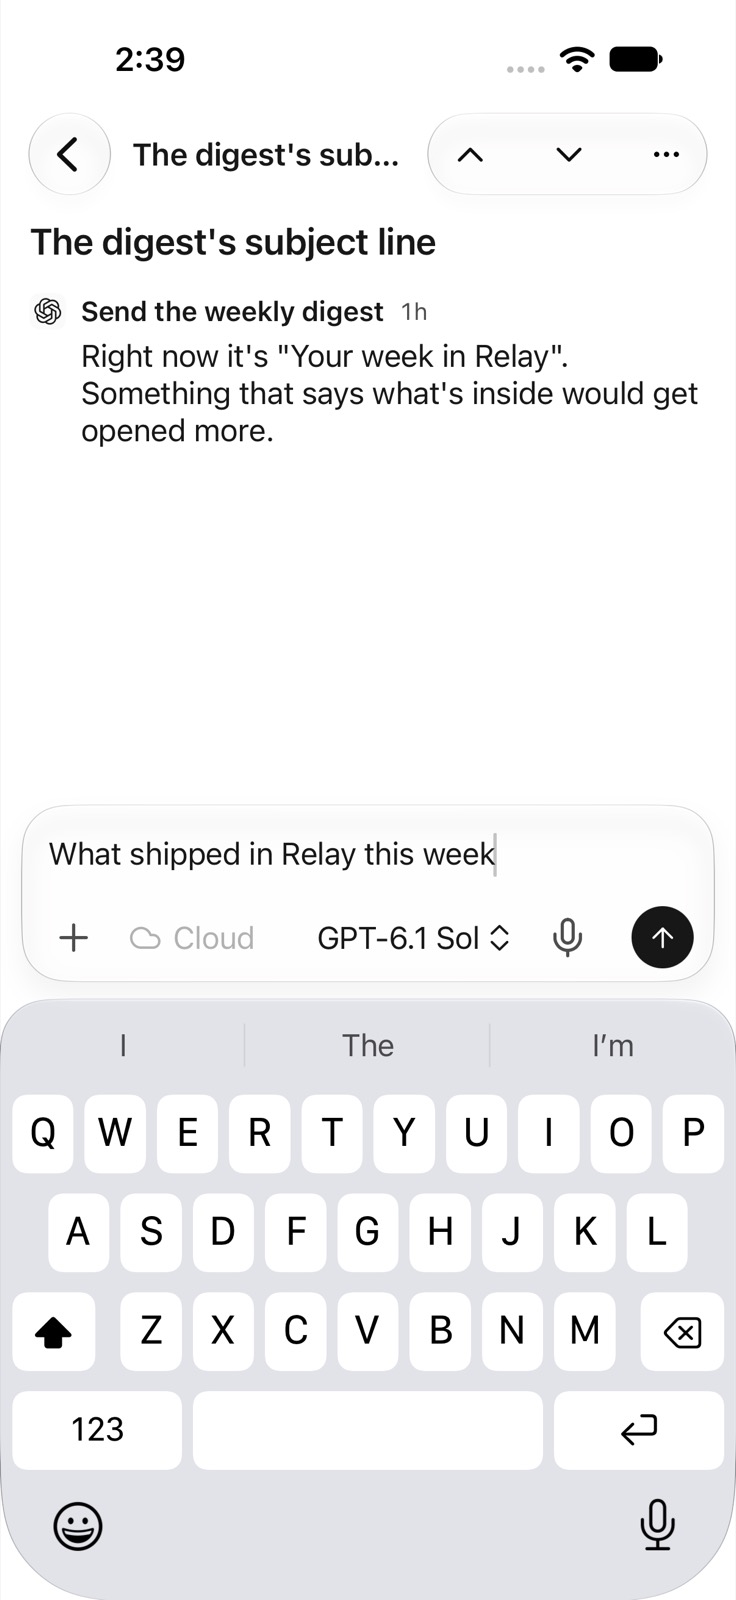 2:39
The digest's sub...
The digest's subject line
Send the weekly digest 1h
Right now it's "Your week in Relay".
Something that says what's inside would get
opened more.
What shipped in Relay this week
Cloud GPT-6.1 Sol
I The I’m
Q W E R T Y U I O P
A S D F G H J K L
Z X C V B N M
123